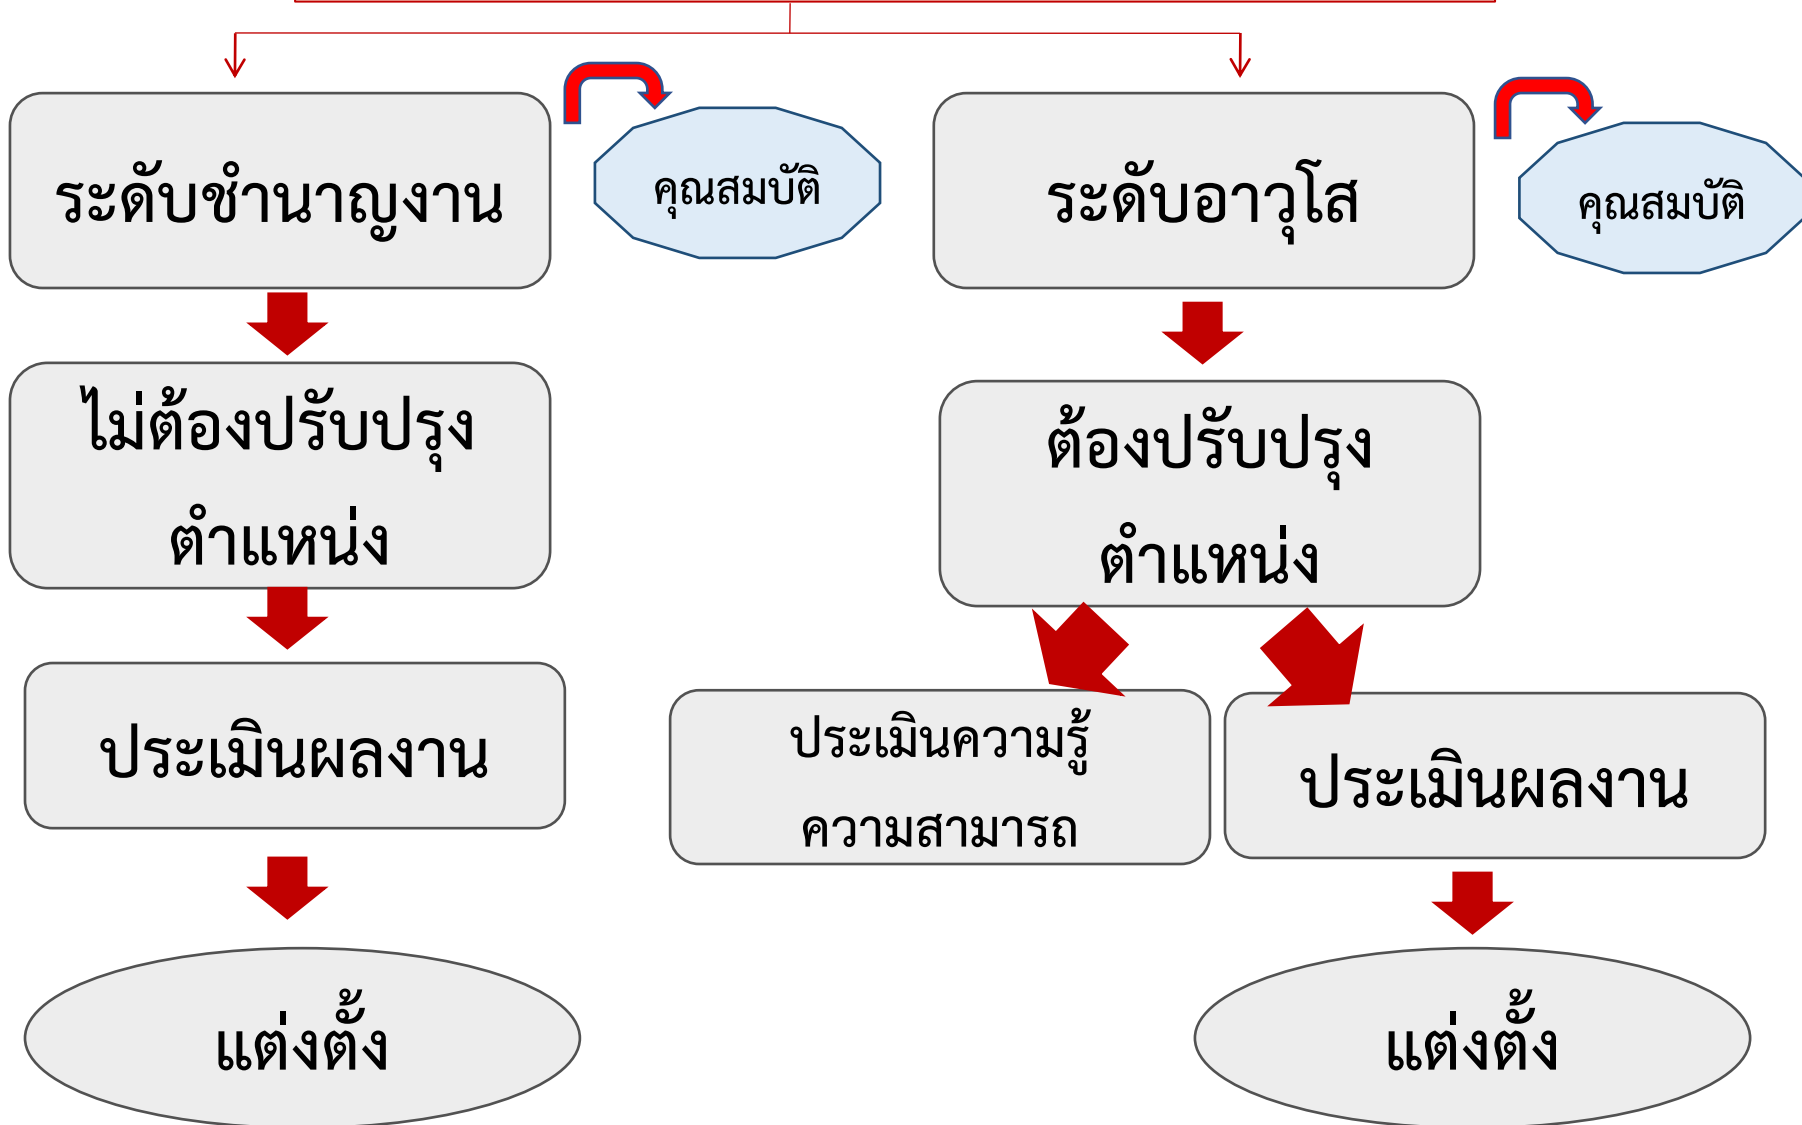 ระดับชำนาญงาน
คุณสมบัติ
ไม่ต้องปรับปรุง
ตำแหน่ง
ประเมินผลงาน
แต่งตั้ง
ระดับอาวุโส
คุณสมบัติ
ต้องปรับปรุง
ตำแหน่ง
ประเมินความรู้
ความสามารถ
ประเมินผลงาน
แต่งตั้ง